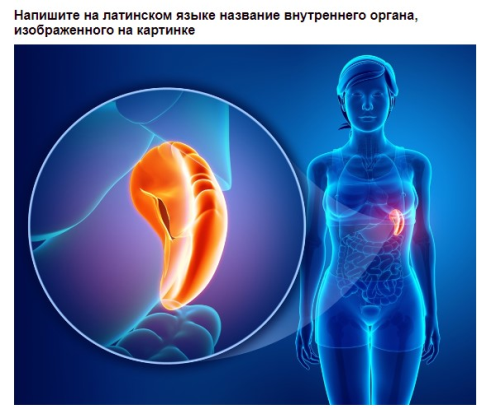 Напишите на латинском языке название внутреннего органа,
изображенного на картинке